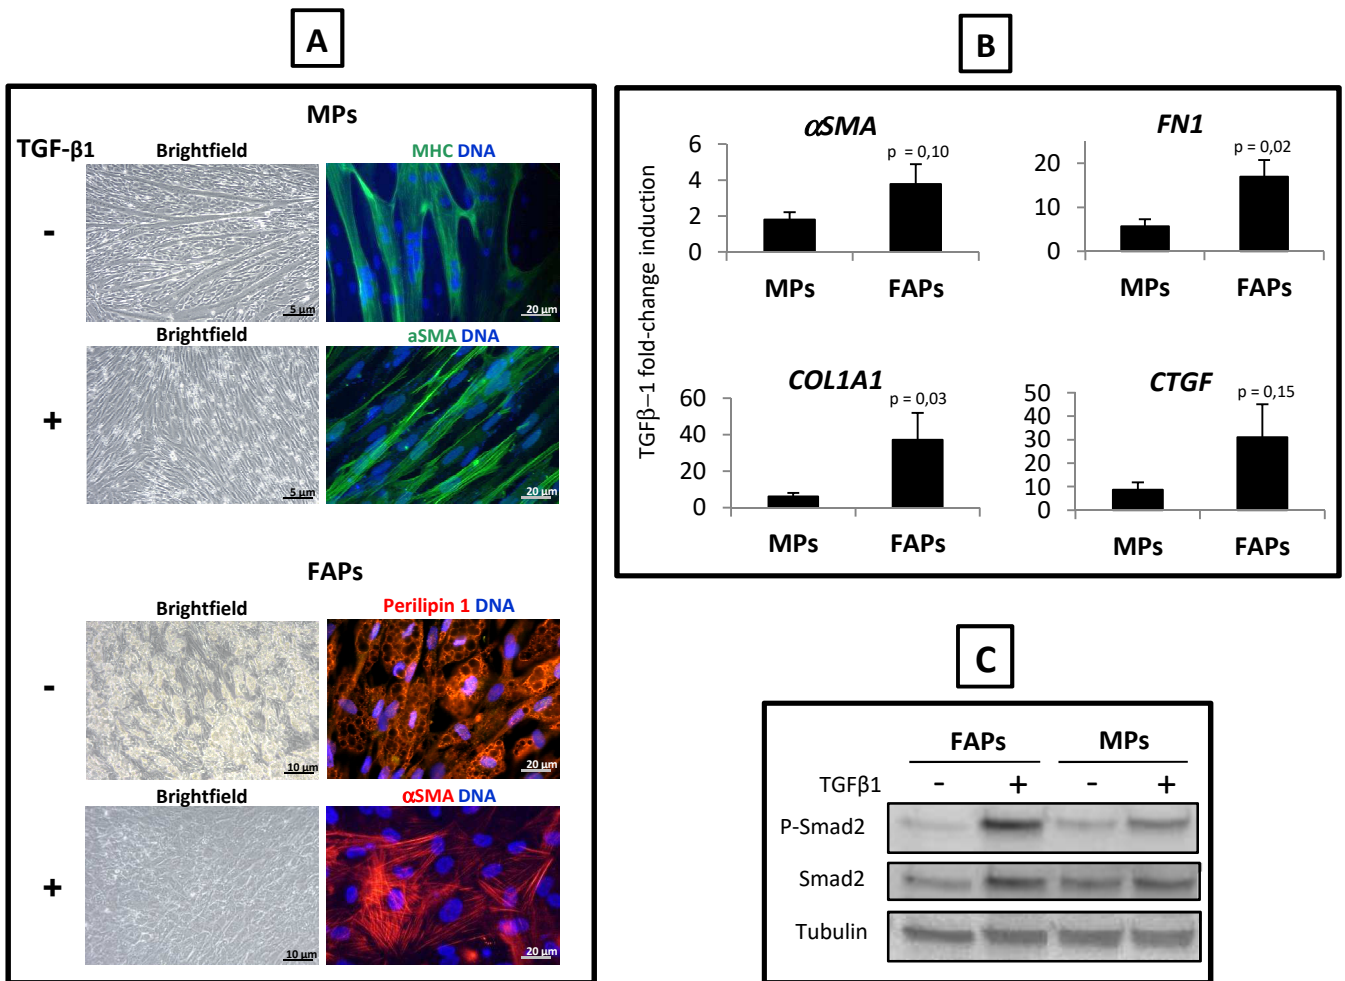 A
MPs
TGF-β1
Brightfield
MHC DNA
-
5 µm
20 µm
Brightfield
aSMA DNA
+
5 µm
20 µm
FAPs
Brightfield
Perilipin 1 DNA
-
10 µm
20 µm
Brightfield
αSMA DNA
+
10 µm
20 µm
B
TGFβ–1 fold-change induction
αSMA
p = 0,10
6
4
2
0
MPs
FAPs
FN1
p = 0,02
20
10
0
MPs
FAPs
COL1A1
p = 0,03
60
40
20
0
MPs
FAPs
CTGF
p = 0,15
50
40
30
20
10
0
MPs
FAPs
C
FAPs MPs
TGFβ1 - + - +
P-Smad2
Smad2
Tubulin